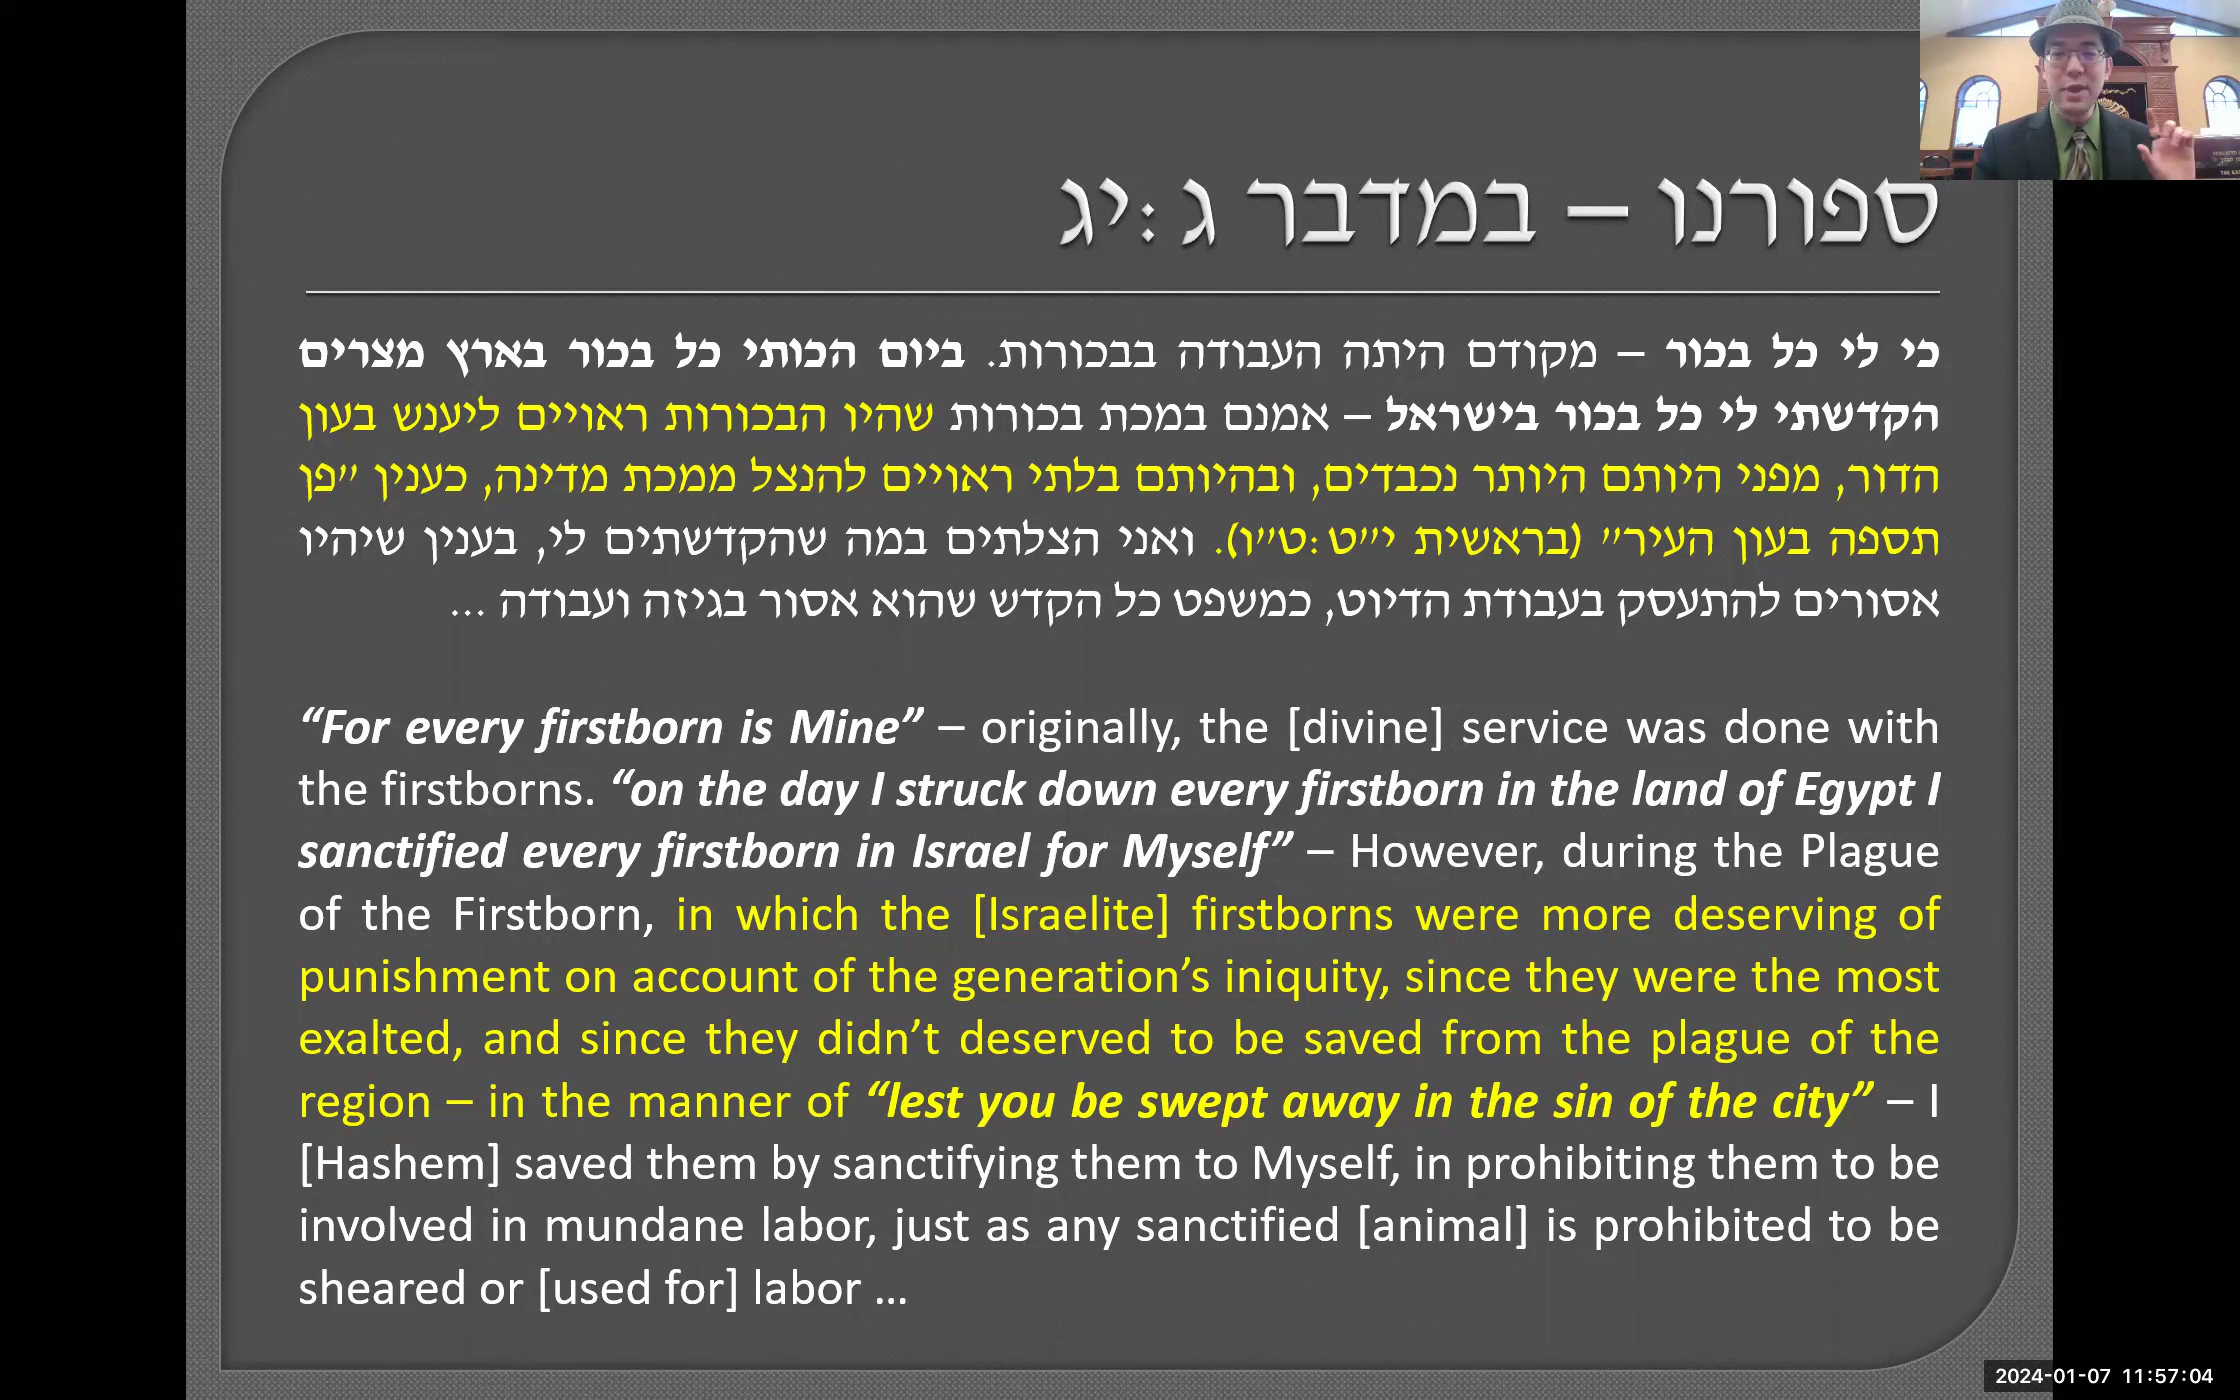 ספורנו – במדבר ג:יג
כי לי כל בכור – מקודם היתה העבודה בבכורות. ביום הכותי כל בכור בארץ מצרים
הקדשתי לי כל בכור בישראל – אמנם במכת בכורות שהיו הבכורות ראויים ליענש בעון
הדור, מפני היותם היותר נכבדים, ובהיותם בלתי ראויים להנצל ממכת מדינה, כענין "פן
תספה בעון העיר" (בראשית י"ט:ט"ו). ואני הצלתים במה שהקדשתים לי, בענין שיהיו
אסורים להתעסק בעבודת הדיוט, כמשפט כל הקדש שהוא אסור בגיזה ועבודה ...
“For every firstborn is Mine” – originally, the [divine] service was done with
the firstborns. “on the day I struck down every firstborn in the land of Egypt I
sanctified every firstborn in Israel for Myself” – However, during the Plague
of the Firstborn, in which the [Israelite] firstborns were more deserving of
punishment on account of the generation’s iniquity, since they were the most
exalted, and since they didn’t deserved to be saved from the plague of the
region – in the manner of “lest you be swept away in the sin of the city” – I
[Hashem] saved them by sanctifying them to Myself, in prohibiting them to be
involved in mundane labor, just as any sanctified [animal] is prohibited to be
sheared or [used for] labor ...
2024-01-07 11:57:04